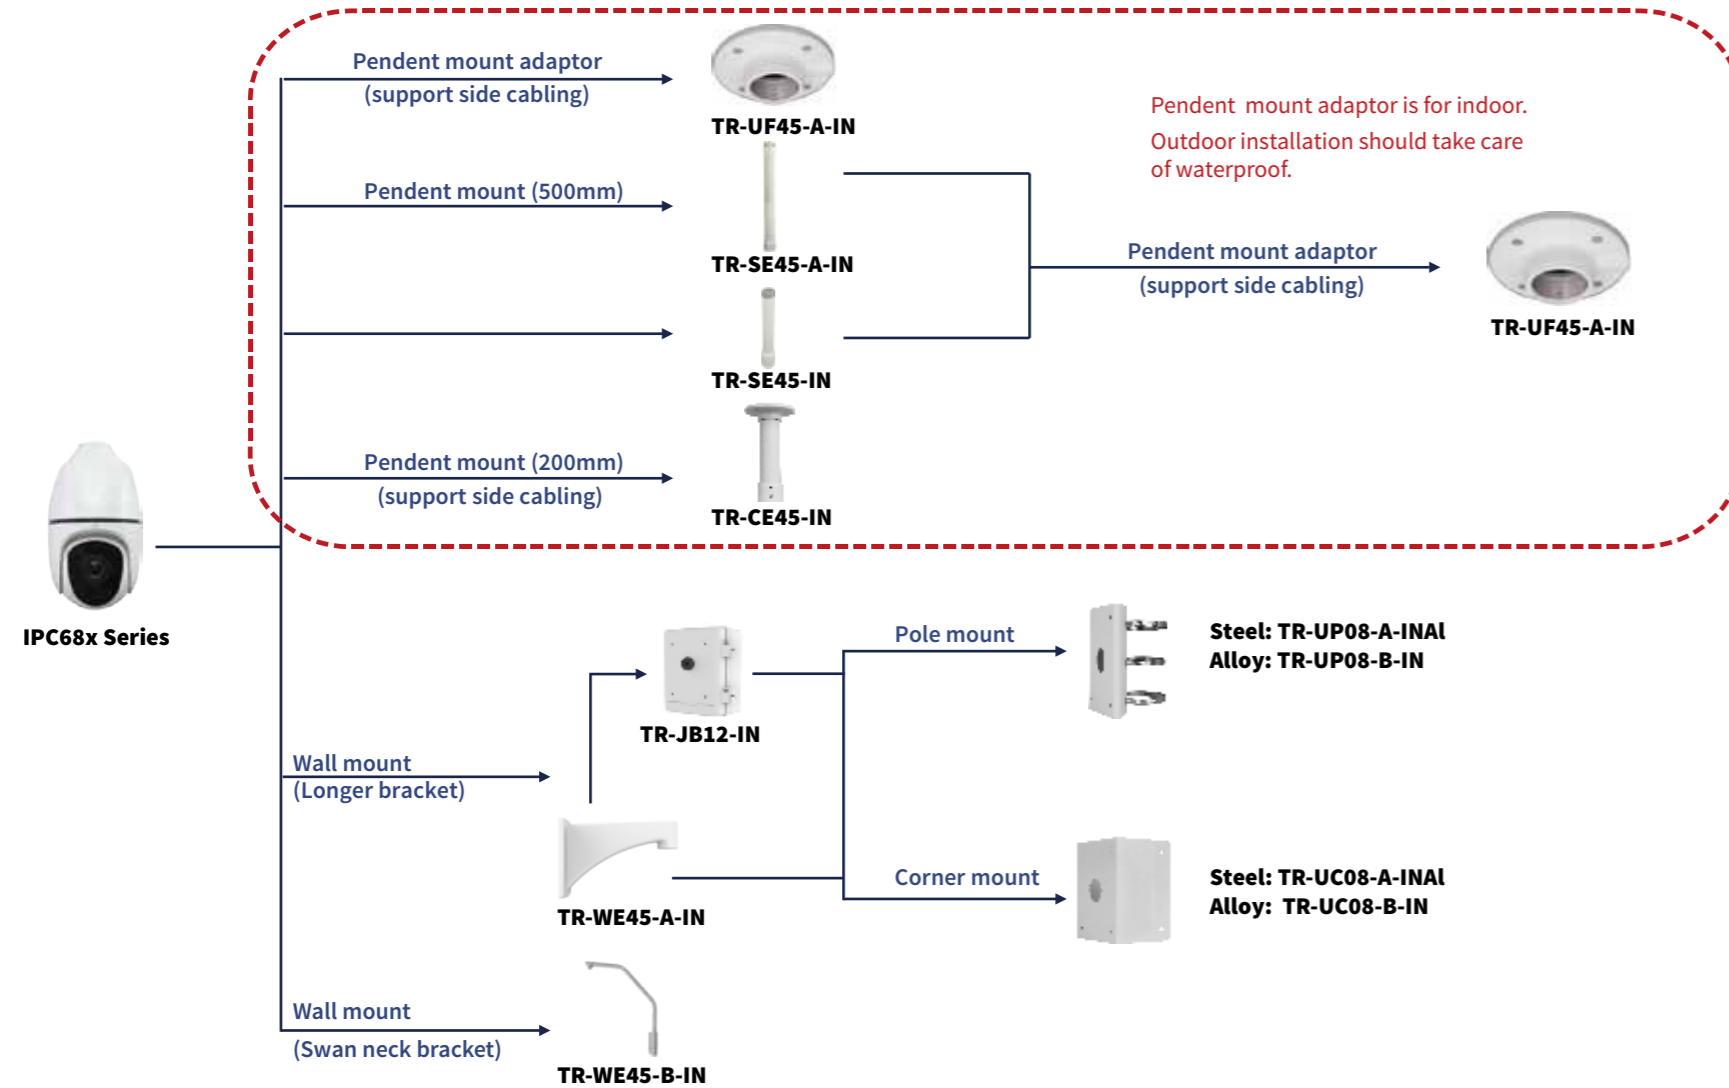 Pendent mount adaptor
(support side cabling)
TR-UF45-A-IN
Pendent mount adaptor is for indoor.
Outdoor installation should take care
of waterproof.
Pendent mount (500mm)
TR-SE45-A-IN
Pendent mount adaptor
(support side cabling)
TR-UF45-A-IN
TR-SE45-IN
Pendent mount (200mm)
(support side cabling)
TR-CE45-IN
IPC68x Series
Pole mount
Steel: TR-UP08-A-INAl
Alloy: TR-UP08-B-IN
TR-JB12-IN
Wall mount
(Longer bracket)
Corner mount
Steel: TR-UC08-A-INAl
Alloy: TR-UC08-B-IN
TR-WE45-A-IN
Wall mount
(Swan neck bracket)
TR-WE45-B-IN